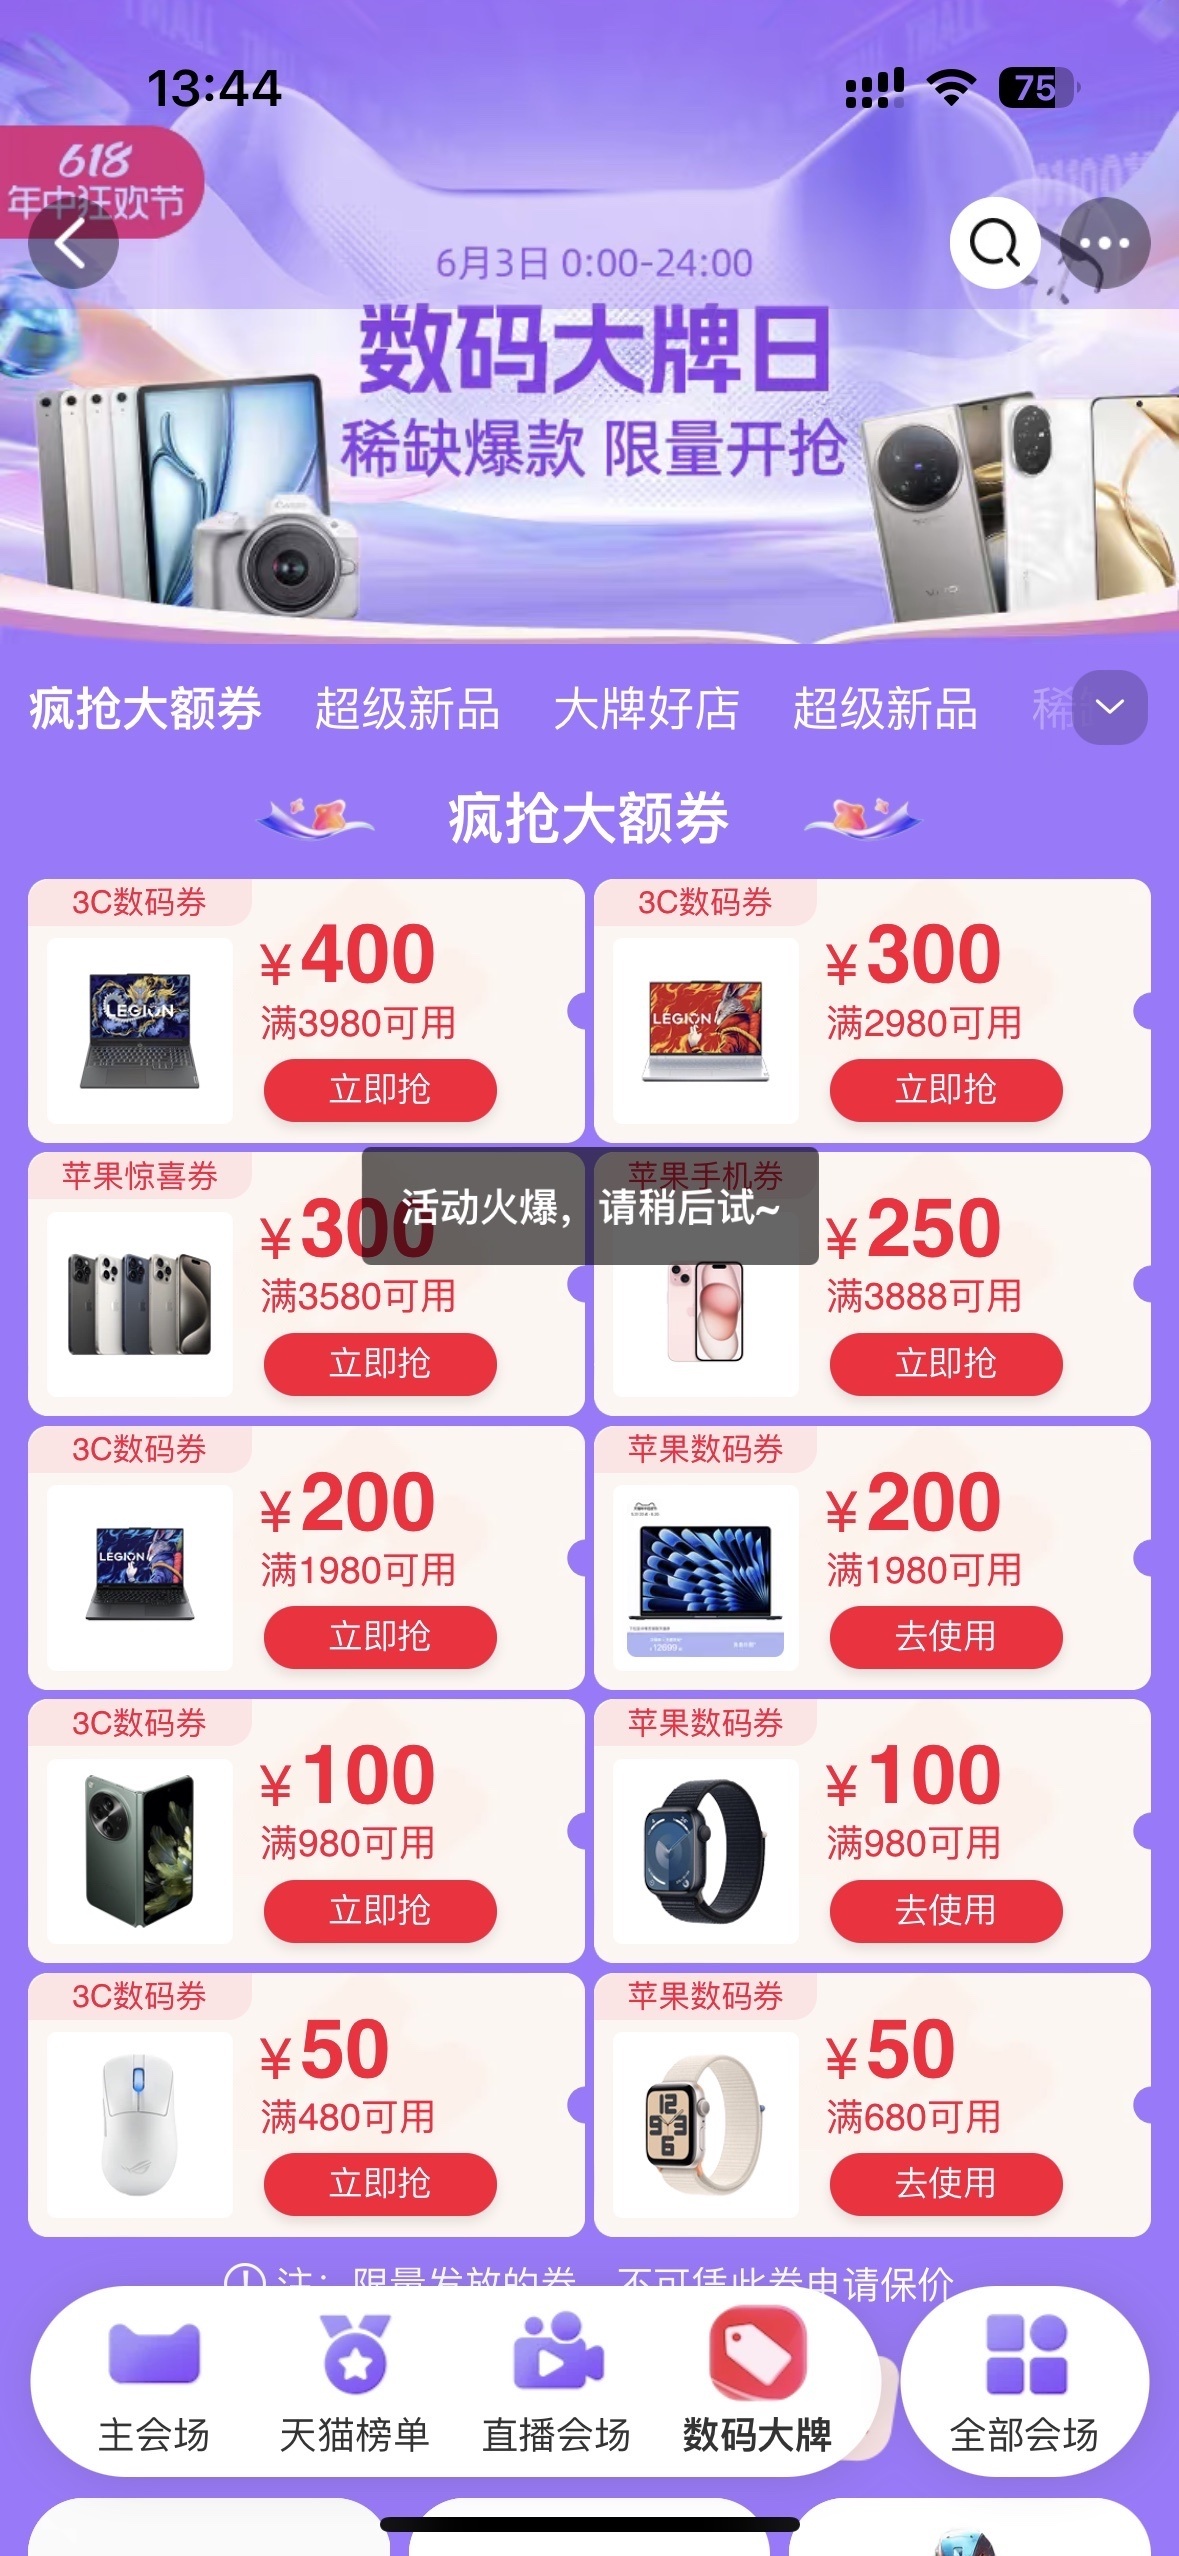 13:44
75
618
年中狂欢节
6月3日 0:00-24:00
数码大牌日
稀缺爆款 限量开抢
疯抢大额券 超级新品 大牌好店 超级新品 稀
疯抢大额券
3C数码券
¥400
满3980可用
立即抢
3C数码券
¥300
满2980可用
立即抢
苹果惊喜券
¥300
满3580可用
立即抢
苹果手机券
¥250
满3888可用
立即抢
活动火爆，请稍后试~
3C数码券
LEGION
¥200
满1980可用
立即抢
苹果数码券
¥200
满1980可用
去使用
3C数码券
¥100
满980可用
立即抢
苹果数码券
¥100
满980可用
去使用
3C数码券
¥50
满480可用
立即抢
苹果数码券
¥50
满680可用
去使用
注：限量发放的券，不可凭此券申请保价
主会场 天猫榜单 直播会场 数码大牌 全部会场